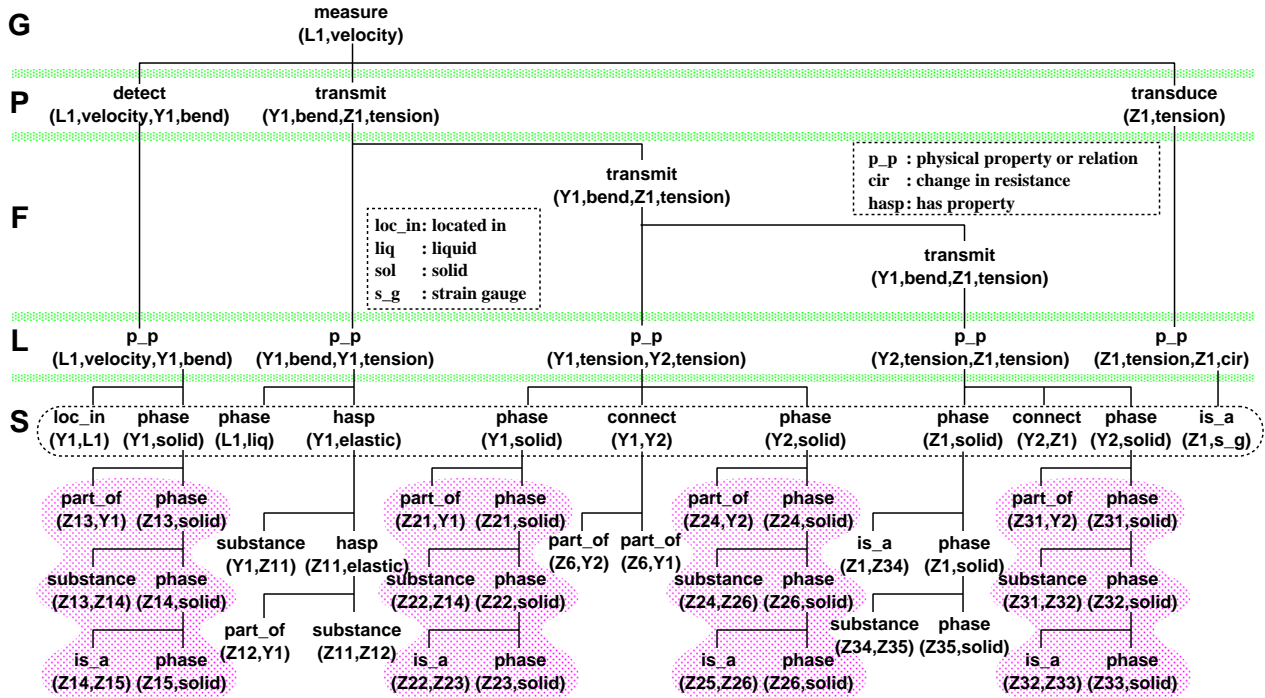 G
measure
(L1,velocity)
P
detect
(L1,velocity,Y1,bend)
transmit
(Y1,bend,Z1,tension)
transduce
(Z1,tension)
F
transmit
(Y1,bend,Z1,tension)
p_p : physical property or relation
cir : change in resistance
hasp: has property
loc_in: located in
liq : liquid
sol : solid
s_g : strain gauge
transmit
(Y1,bend,Z1,tension)
L
p_p
(L1,velocity,Y1,bend)
p_p
(Y1,bend,Y1,tension)
p_p
(Y1,tension,Y2,tension)
p_p
(Y2,tension,Z1,tension)
p_p
(Z1,tension,Z1,cir)
S
loc_in
(Y1,L1)
phase
(Y1,solid)
phase
(L1,liq)
hasp
(Y1,elastic)
phase
(Y1,solid)
connect
(Y1,Y2)
phase
(Y2,solid)
phase
(Z1,solid)
connect
(Y2,Z1)
phase
(Y2,solid)
is_a
(Z1,s_g)
part_of
(Z13,Y1)
phase
(Z13,solid)
part_of
(Z21,Y1)
phase
(Z21,solid)
part_of
(Z24,Y2)
phase
(Z24,solid)
part_of
(Z31,Y2)
phase
(Z31,solid)
substance
(Y1,Z11)
hasp
(Z11,elastic)
part_of
(Z6,Y2)
part_of
(Z6,Y1)
is_a
(Z1,Z34)
phase
(Z1,solid)
substance
(Z13,Z14)
phase
(Z14,solid)
substance
(Z22,Z14)
phase
(Z22,solid)
substance
(Z24,Z26)
phase
(Z26,solid)
substance
(Z31,Z32)
phase
(Z32,solid)
part_of
(Z12,Y1)
substance
(Z11,Z12)
substance
(Z34,Z35)
phase
(Z35,solid)
is_a
(Z14,Z15)
phase
(Z15,solid)
is_a
(Z22,Z23)
phase
(Z23,solid)
is_a
(Z25,Z26)
phase
(Z26,solid)
is_a
(Z32,Z33)
phase
(Z33,solid)